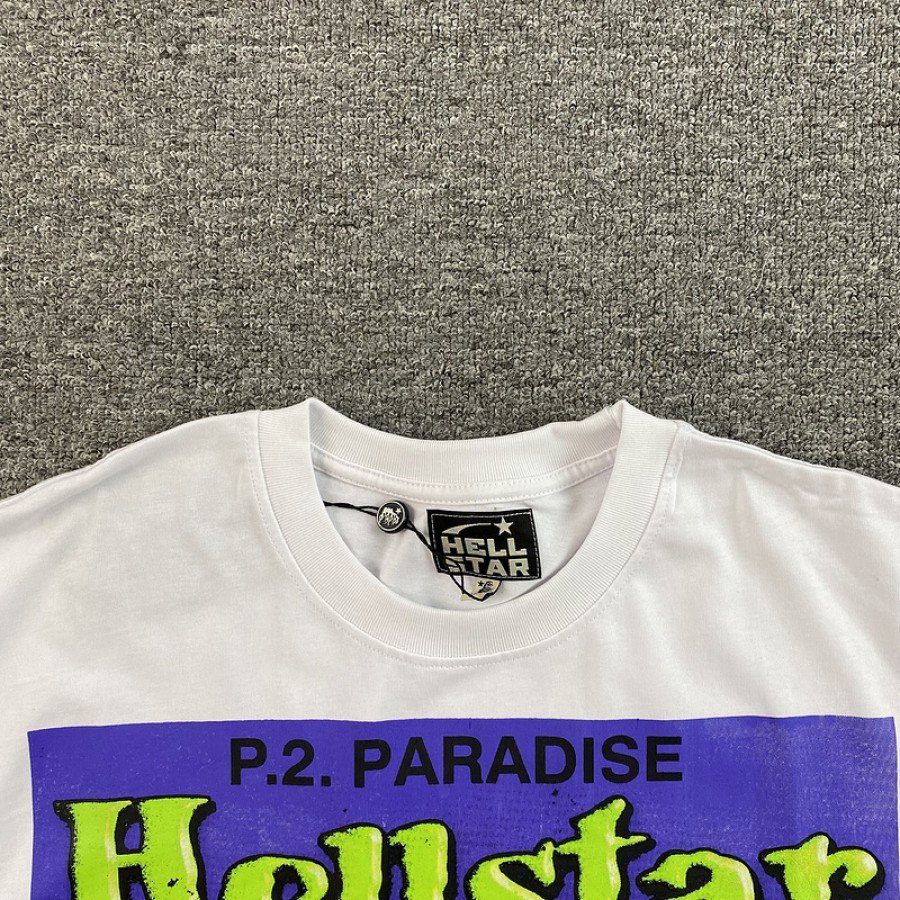 HELL
STAR
P.2. PARADISE
Hellstar